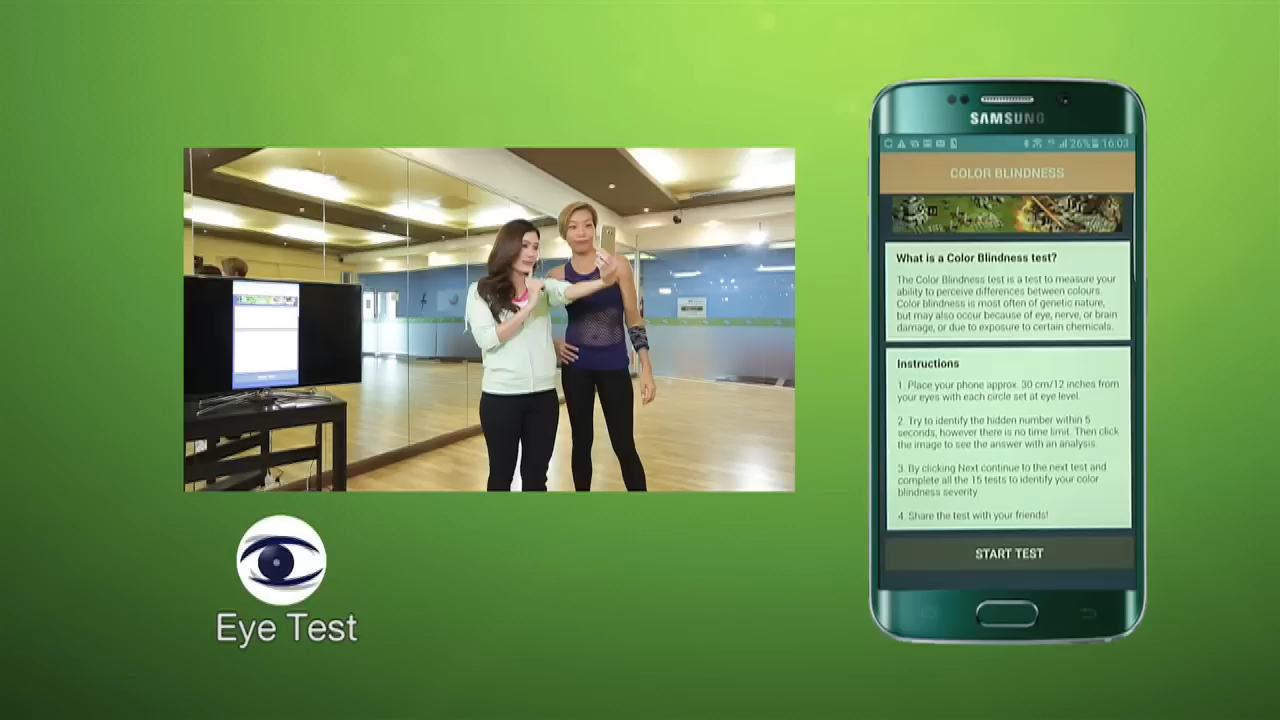 SAMSUNG
26% 16:03
COLOR BLINDNESS
What is a Color Blindness test?
The Color Blindness test is a test to measure your
ability to perceive differences between colours.
Color blindness is most often of genetic nature,
but may also occur because of eye, nerve, or brain
damage, or due to exposure to certain chemicals.
Instructions
1. Place your phone approx. 30 cm/12 inches from
your eyes with each circle set at eye level.
2. Try to identify the hidden number within 5
seconds, however there is no time limit. Then click
the image to see the answer with an analysis.
3. By clicking Next continue to the next test and
complete all the 15 tests to identify your color
blindness severity
4. Share the test with your friends!
START TEST
Eye Test